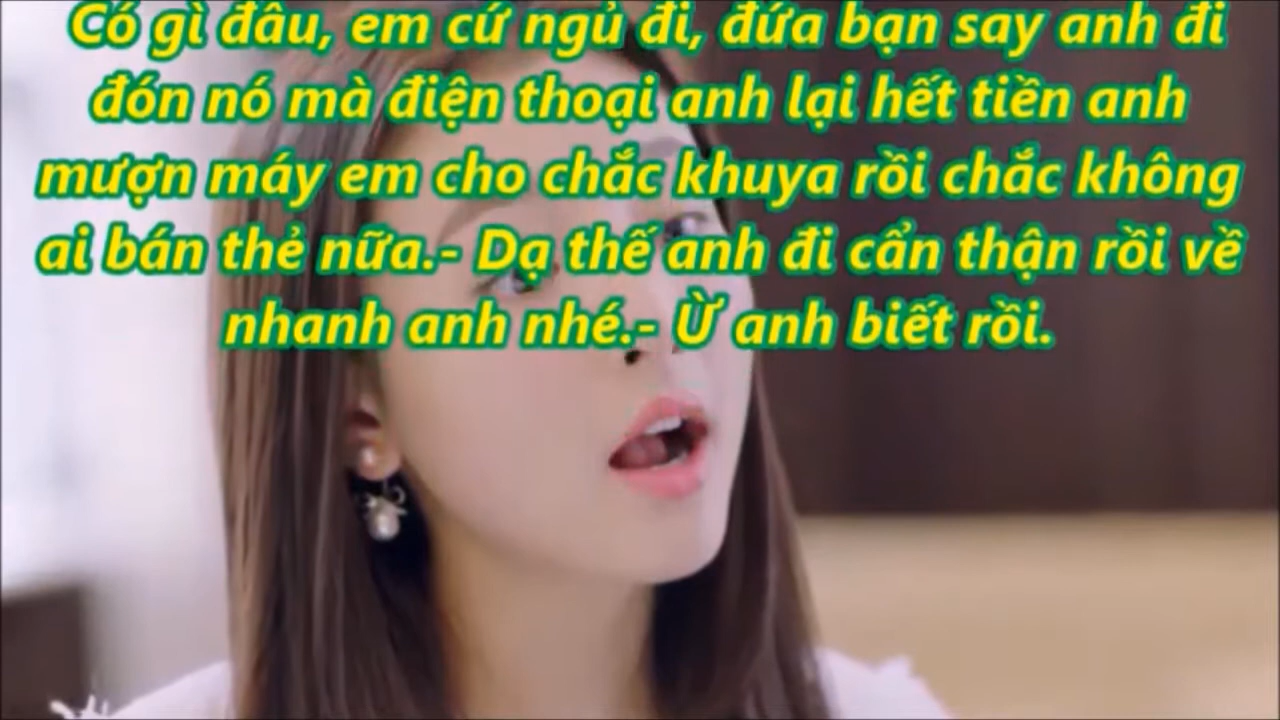 Có gì đâu, em cứ ngủ đi, đứa bạn say anh đi
đón nó mà điện thoại anh lại hết tiền anh
mượn máy em cho chắc khuya rồi chắc không
ai bán thẻ nữa.- Dạ thế anh đi cẩn thận rồi về
nhanh anh nhé.- Ừ anh biết rồi.